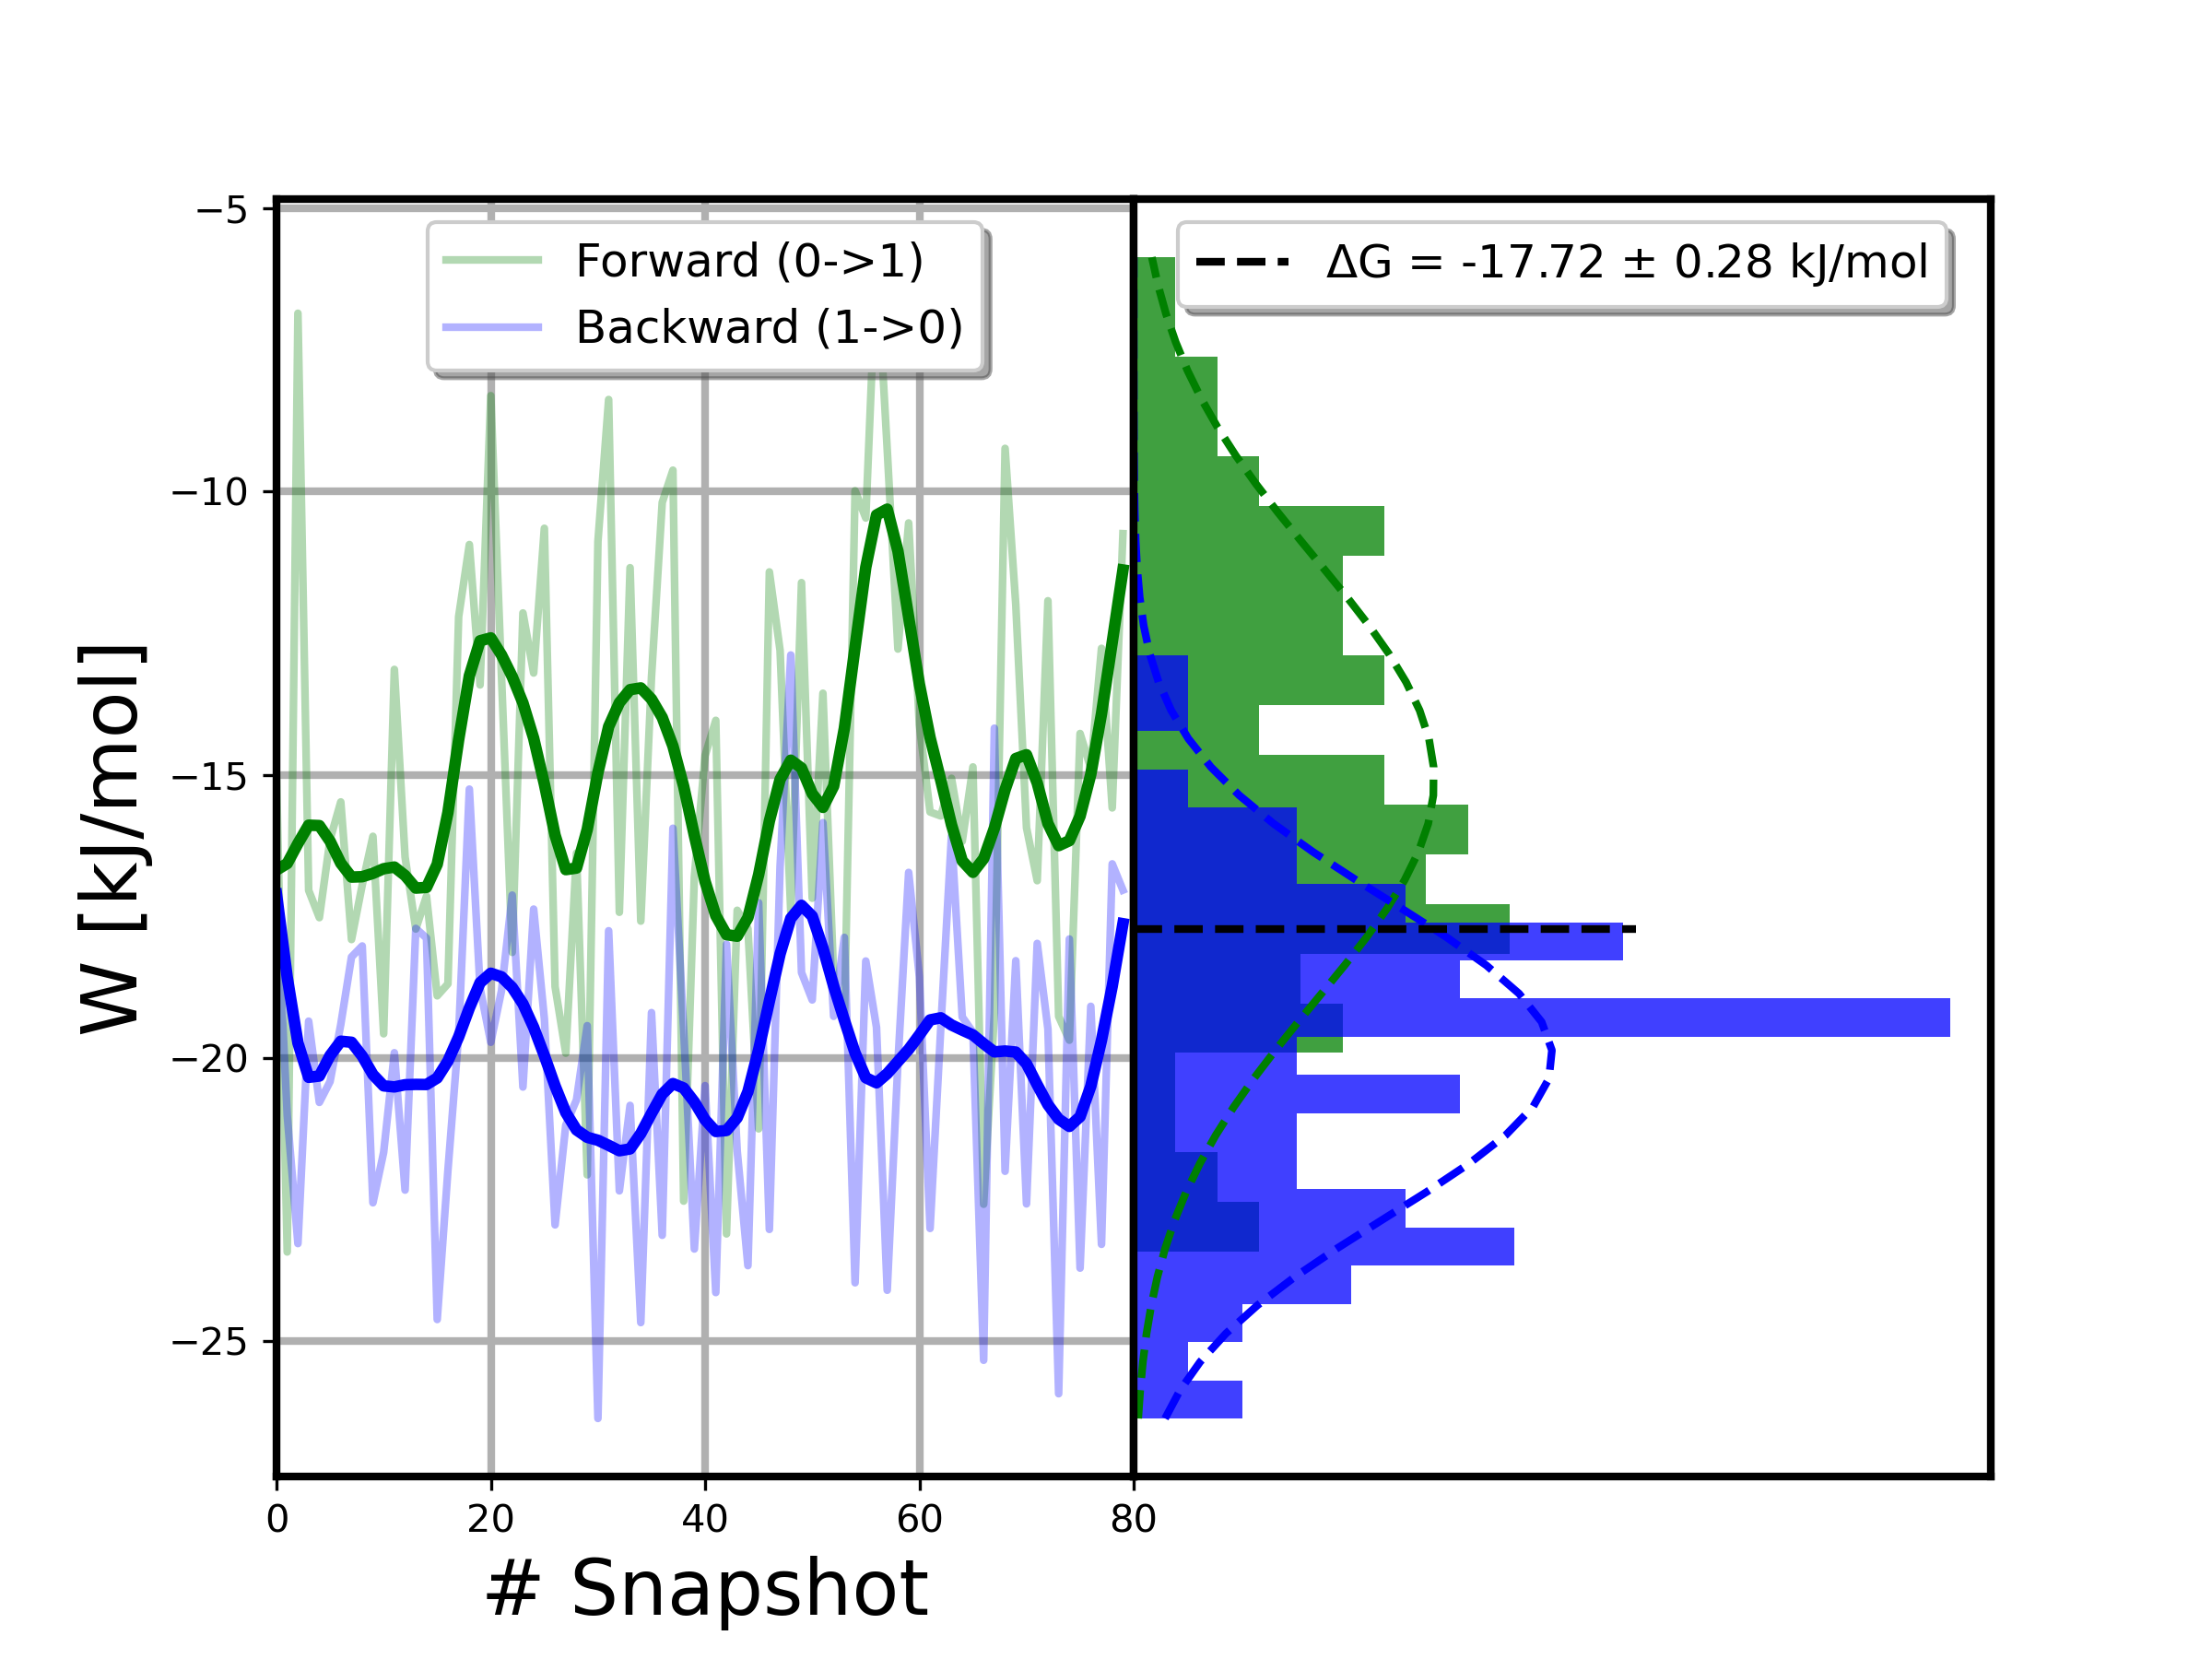 −5
−10
−15
−20
−25
W [kJ/mol]
0
20
40
60
80
# Snapshot
Forward (0->1)
Backward (1->0)
ΔG = -17.72 ± 0.28 kJ/mol